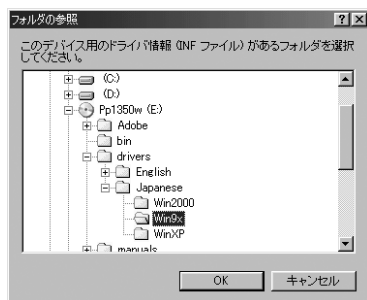 フォルダの参照
このデバイス用のドライバ情報 (INF ファイル) があるフォルダを選択
してください。
(C:)
(D:)
Pp1350w (E:)
Adobe
bin
drivers
English
Japanese
Win2000
Win9x
WinXP
manuals
OK キャンセル